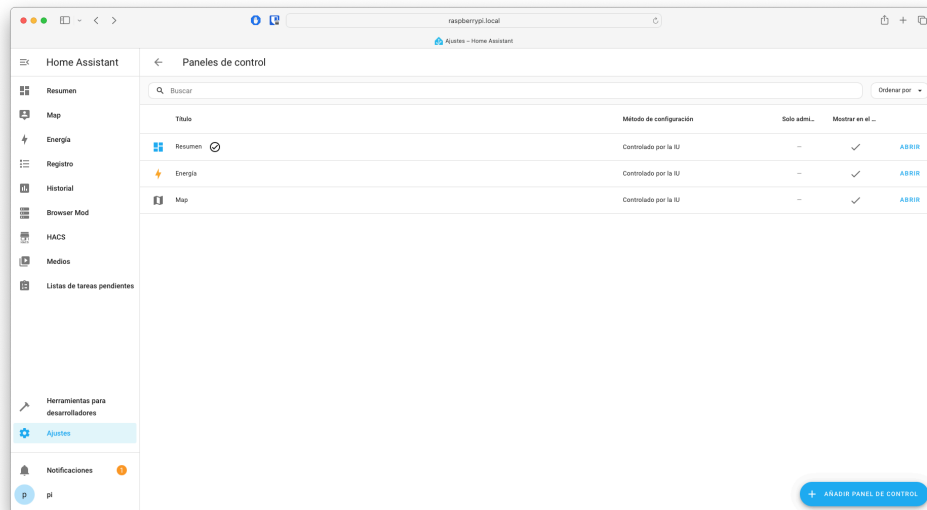 raspberrypi.local
Ajustes – Home Assistant
Home Assistant
Paneles de control
Resumen
Map
Energía
Registro
Historial
Browser Mod
HACS
Medios
Listas de tareas pendientes
Herramientas para
desarrolladores
Ajustes
Notificaciones
1
P
pi
Buscar
Ordenar por
Título Método de configuración Solo admi... Mostrar en el ...
Resumen Controlado por la IU – ABRIR
Energía Controlado por la IU – ABRIR
Map Controlado por la IU – ABRIR
AÑADIR PANEL DE CONTROL